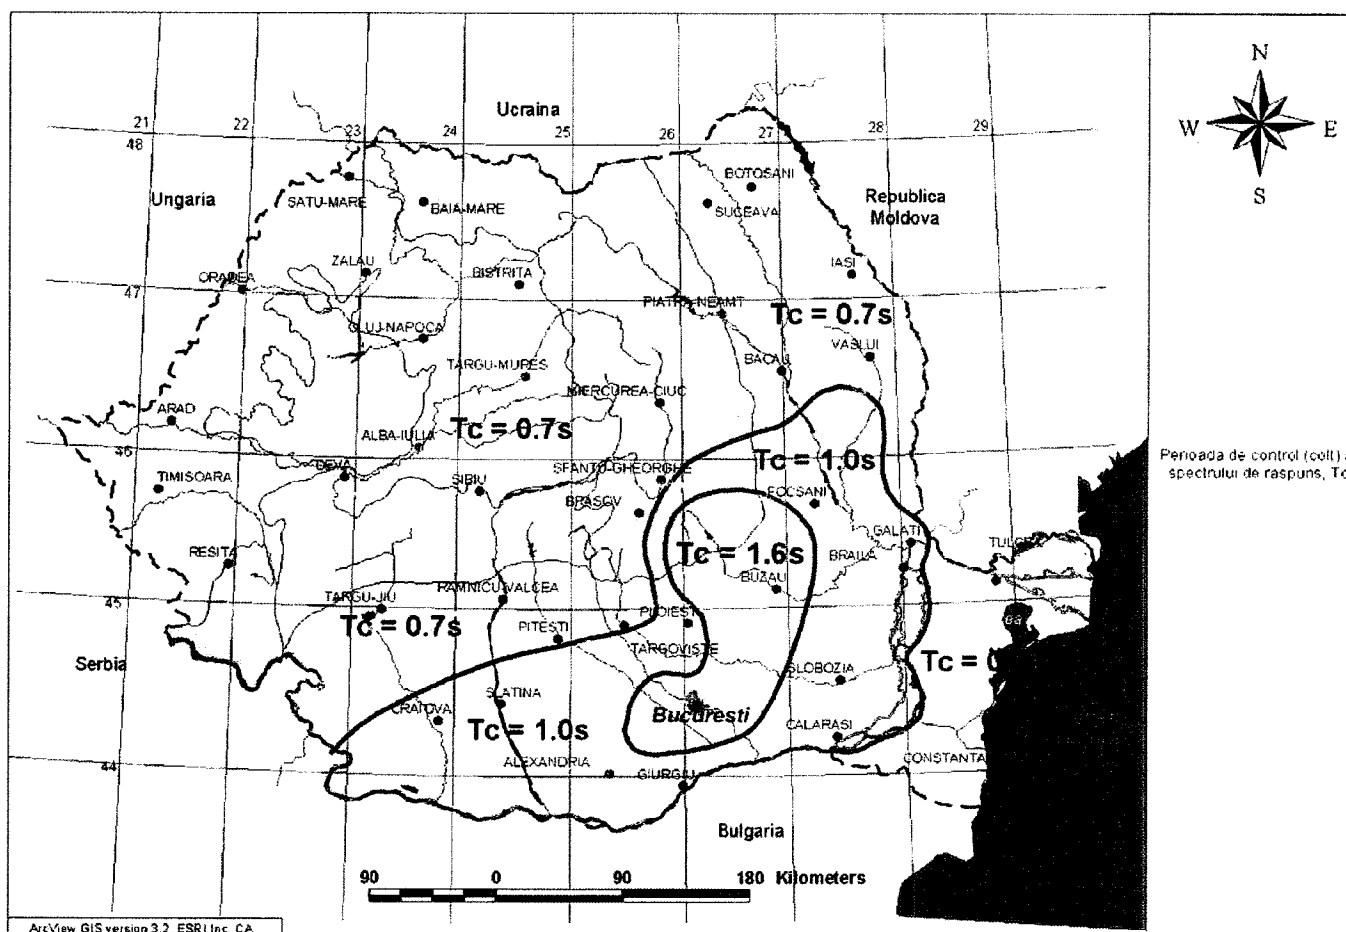 N
W E
S
Ucraina
21 22 23 24 25 26 27 28 29
48
Ungaria
Republica
Moldova
BOTOSANI
SATU-MARE
BAIA-MARE
SUCEAVA
ZALAU
BISTRITA
IASI
ORADEA
47
PIATRA-NEAMT
Tc = 0.7s
CLUJ-NAPOCA
VASLUI
TARGU-MURES
BACAU
MIERCUREA-CIUC
ARAD
Tc = 0.7s
ALBA-IULIA
46
Tc = 1.0s
Perioada de control (colt) a
spectrului de raspuns, Tc
DEVA
SFANTU-GHEORGHE
TIMISOARA
SIBIU
FOCSANI
BRASOV
GALATI
RESITA
Tc = 1.6s
BRAILA
BUZAU
RAMNICU-VALCEA
TARGU-JIU
45
Tc = 0.7s
PITESTI
PLOIESTI
TARGOVISTE
Serbia
SLOBOZIA
Tc =
SLATINA
CRAIOVA
Bucuresti
Tc = 1.0s
CALARASI
ALEXANDRIA
CONSTANTA
44
GIURGIU
Bulgaria
90 0 90 180 Kilometers
ArcView GIS version 3.2, ESRI Inc. CA